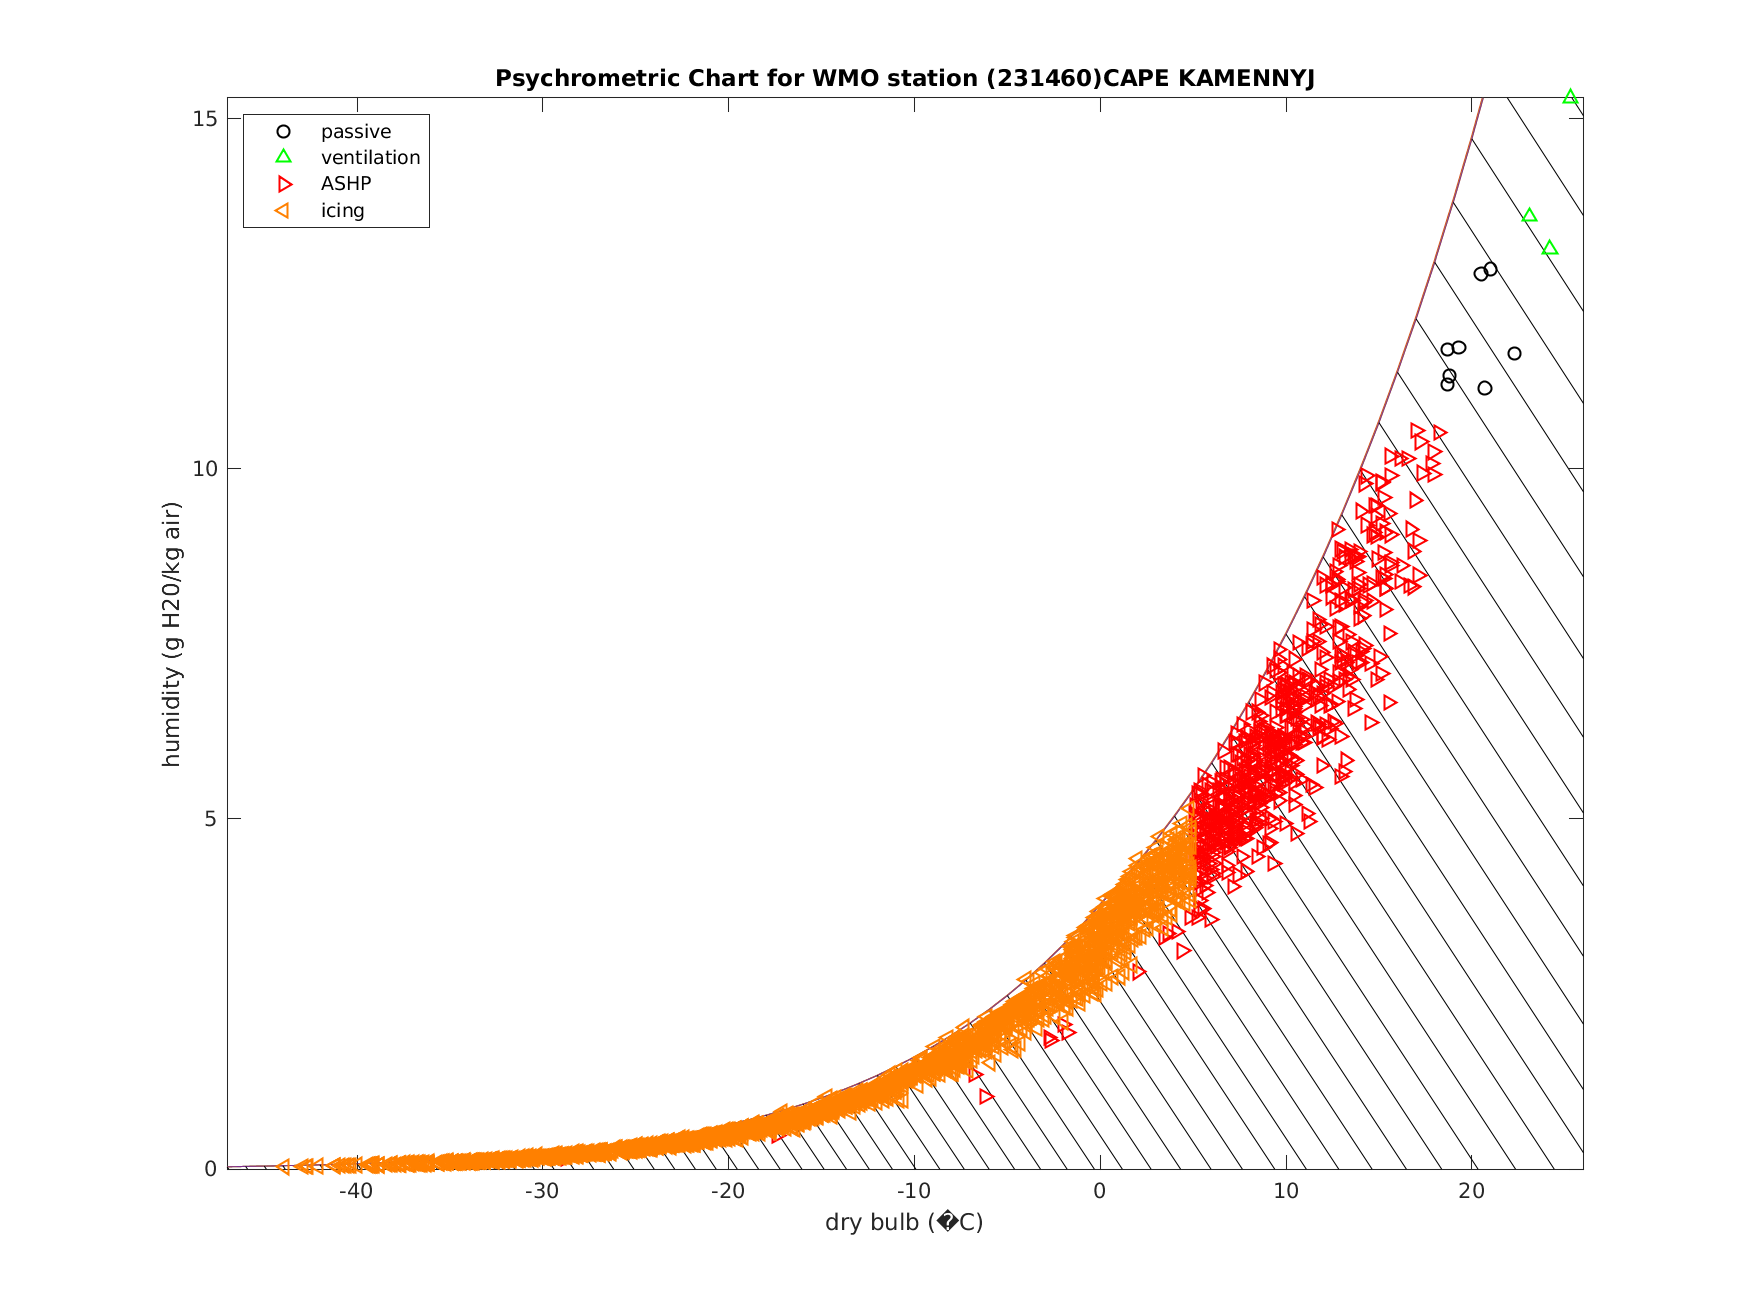 Psychrometric Chart for WMO station (231460)CAPE KAMENNYJ
passive
ventilation
ASHP
icing
15
10
5
0
humidity (g H20/kg air)
-40 -30 -20 -10 0 10 20
dry bulb (�C)